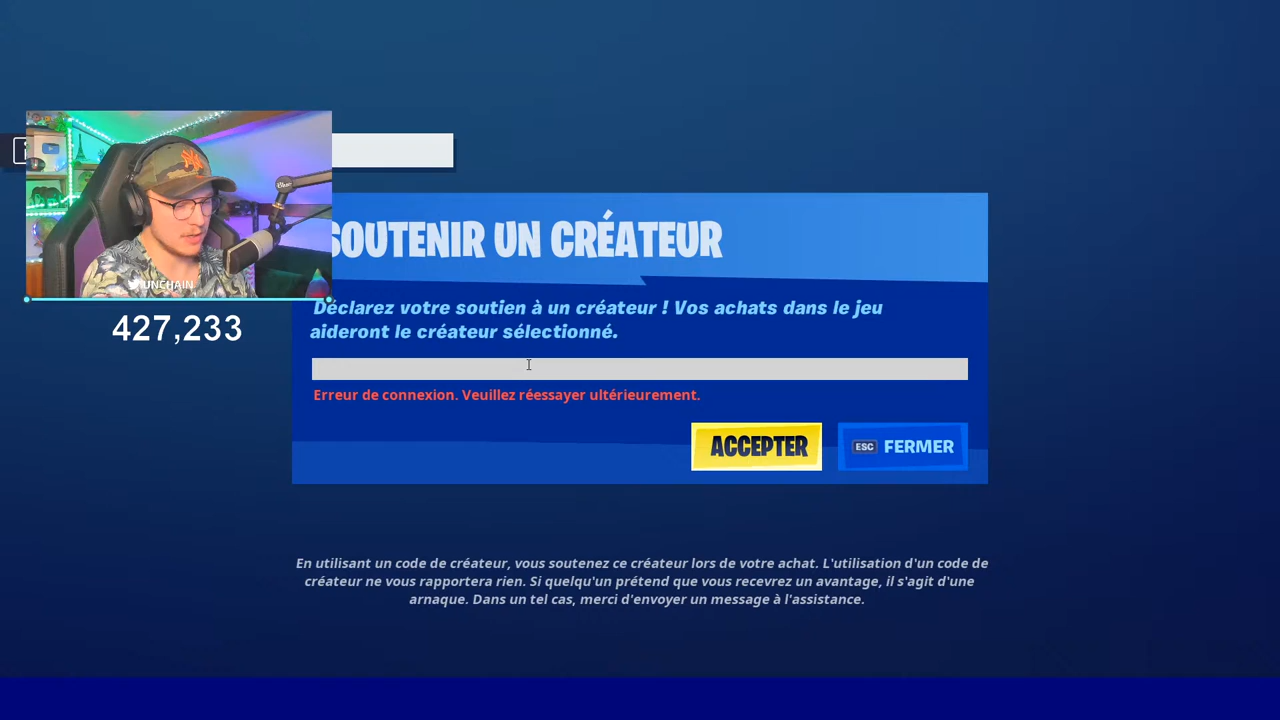 SOUTENIR UN CRÉATEUR
UNCHAIN
427,233
Déclarez votre soutien à un créateur ! Vos achats dans le jeu
aideront le créateur sélectionné.
Erreur de connexion. Veuillez réessayer ultérieurement.
ACCEPTER
ESC FERMER
En utilisant un code de créateur, vous soutenez ce créateur lors de votre achat. L'utilisation d'un code de
créateur ne vous rapportera rien. Si quelqu'un prétend que vous recevrez un avantage, il s'agit d'une
arnaque. Dans un tel cas, merci d'envoyer un message à l'assistance.